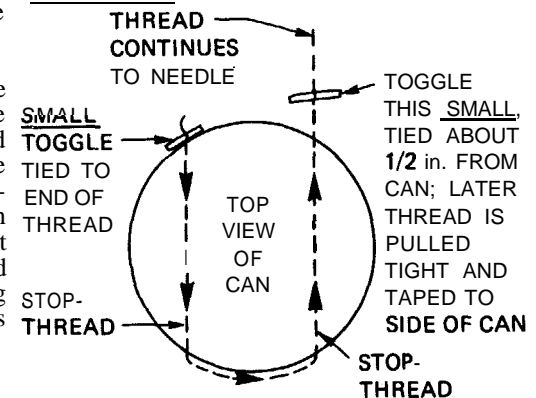 THREAD
CONTINUES
TO NEEDLE
SMALL
TOGGLE
TIED TO
END OF
THREAD
TOP
VIEW
OF
CAN
TOGGLE
THIS SMALL,
TIED ABOUT
1/2 in. FROM
CAN; LATER
THREAD IS
PULLED
TIGHT AND
TAPED TO
SIDE OF CAN
STOP-
THREAD
STOP-
THREAD